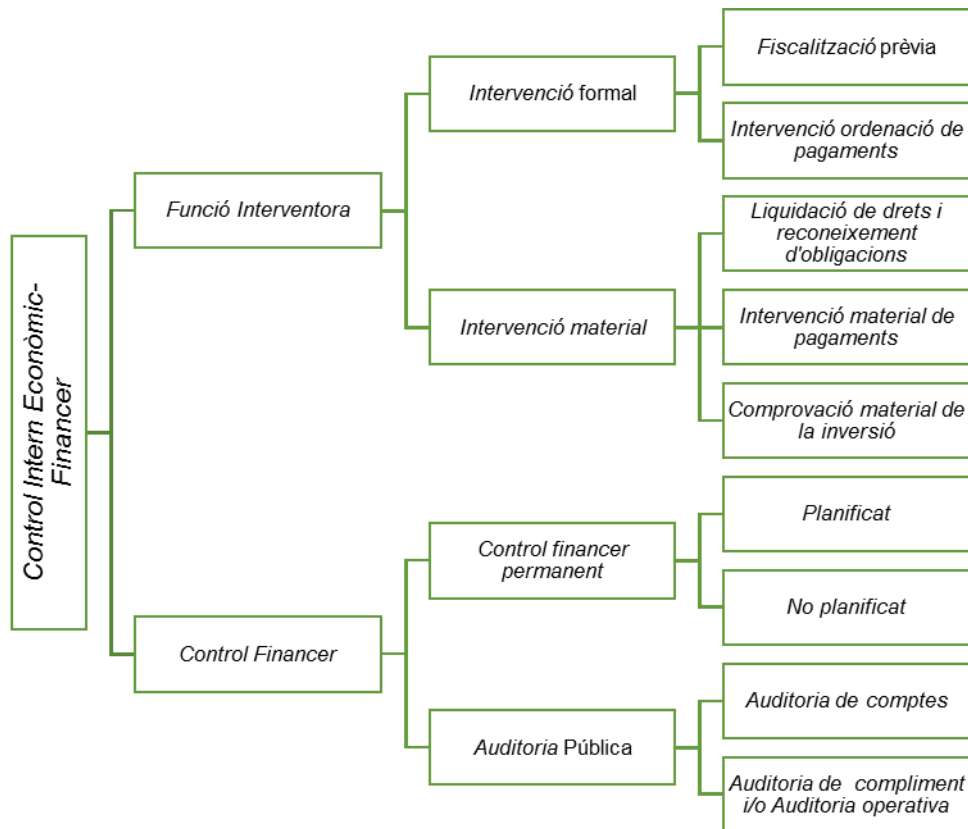 Control Intern Econòmic-
Financer
Funció Interventora
Intervenció formal
Fiscalització prèvia
Intervenció ordenació de
pagaments
Intervenció material
Liquidació de drets i
reconeixement
d'obligacions
Intervenció material de
pagaments
Comprovació material de
la inversió
Control Financer
Control financer
permanent
Planificat
No planificat
Auditoria Pública
Auditoria de comptes
Auditoria de compliment
i/o Auditoria operativa